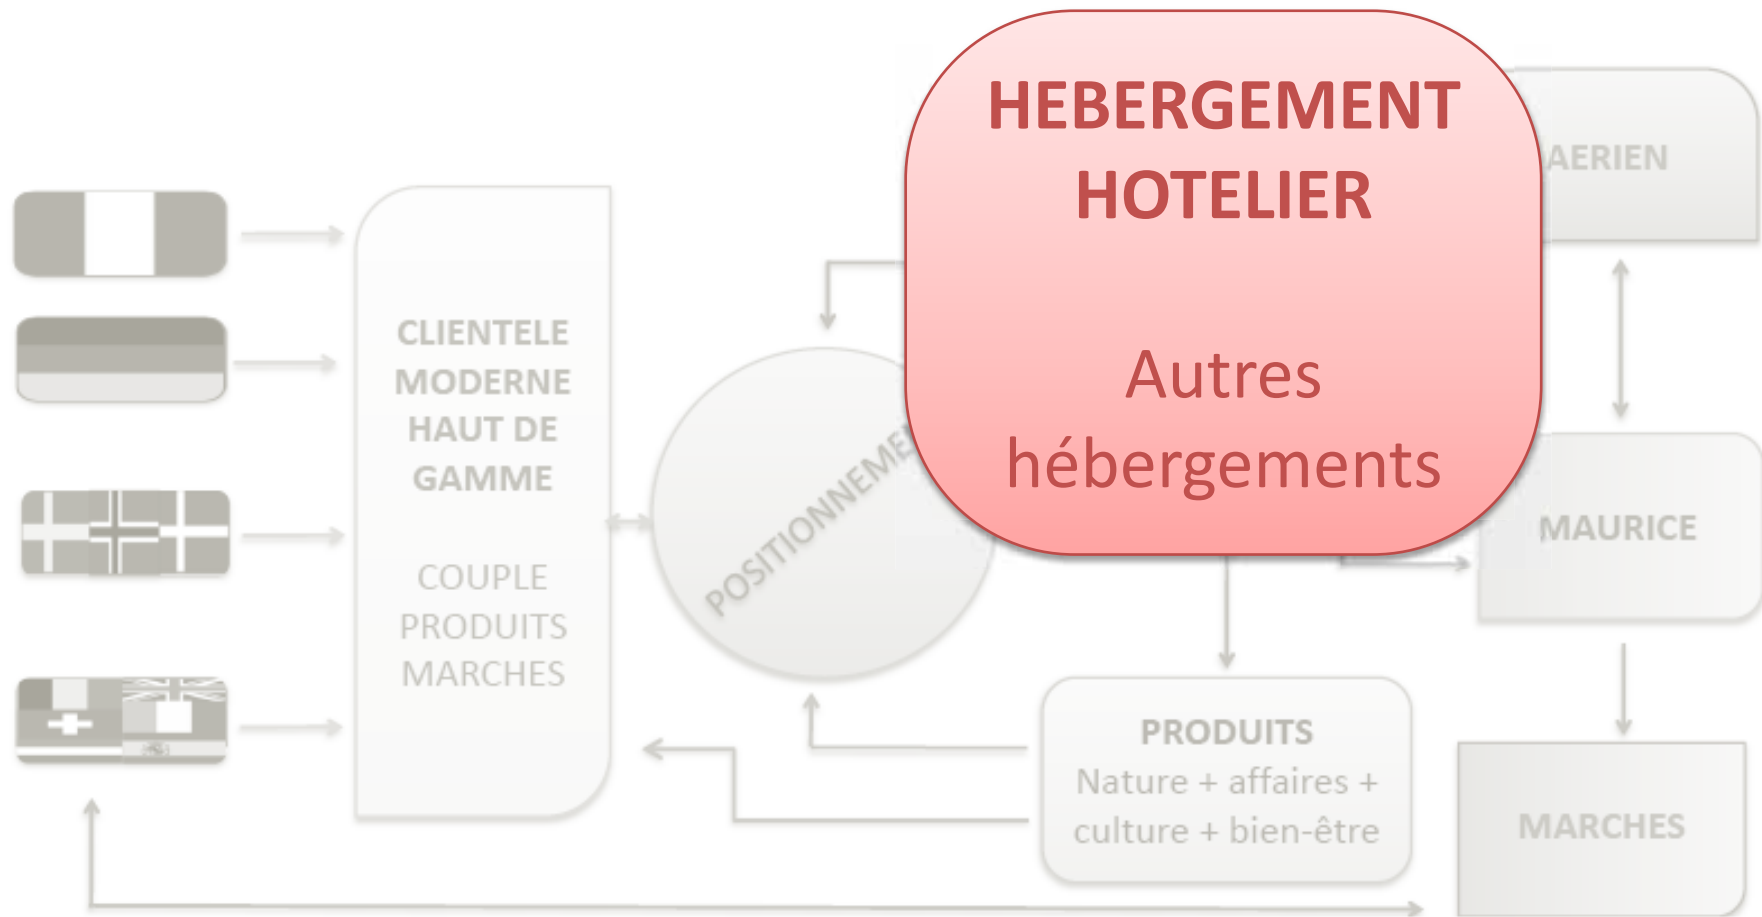 HEBERGEMENT
HOTELIER
Autres
hébergements
AERIEN
CLIENTELE
MODERNE
HAUT DE
GAMME
COUPLE
PRODUITS
MARCHES
POSITIONNEME
MAURICE
PRODUITS
Nature + affaires +
culture + bien-être
MARCHES